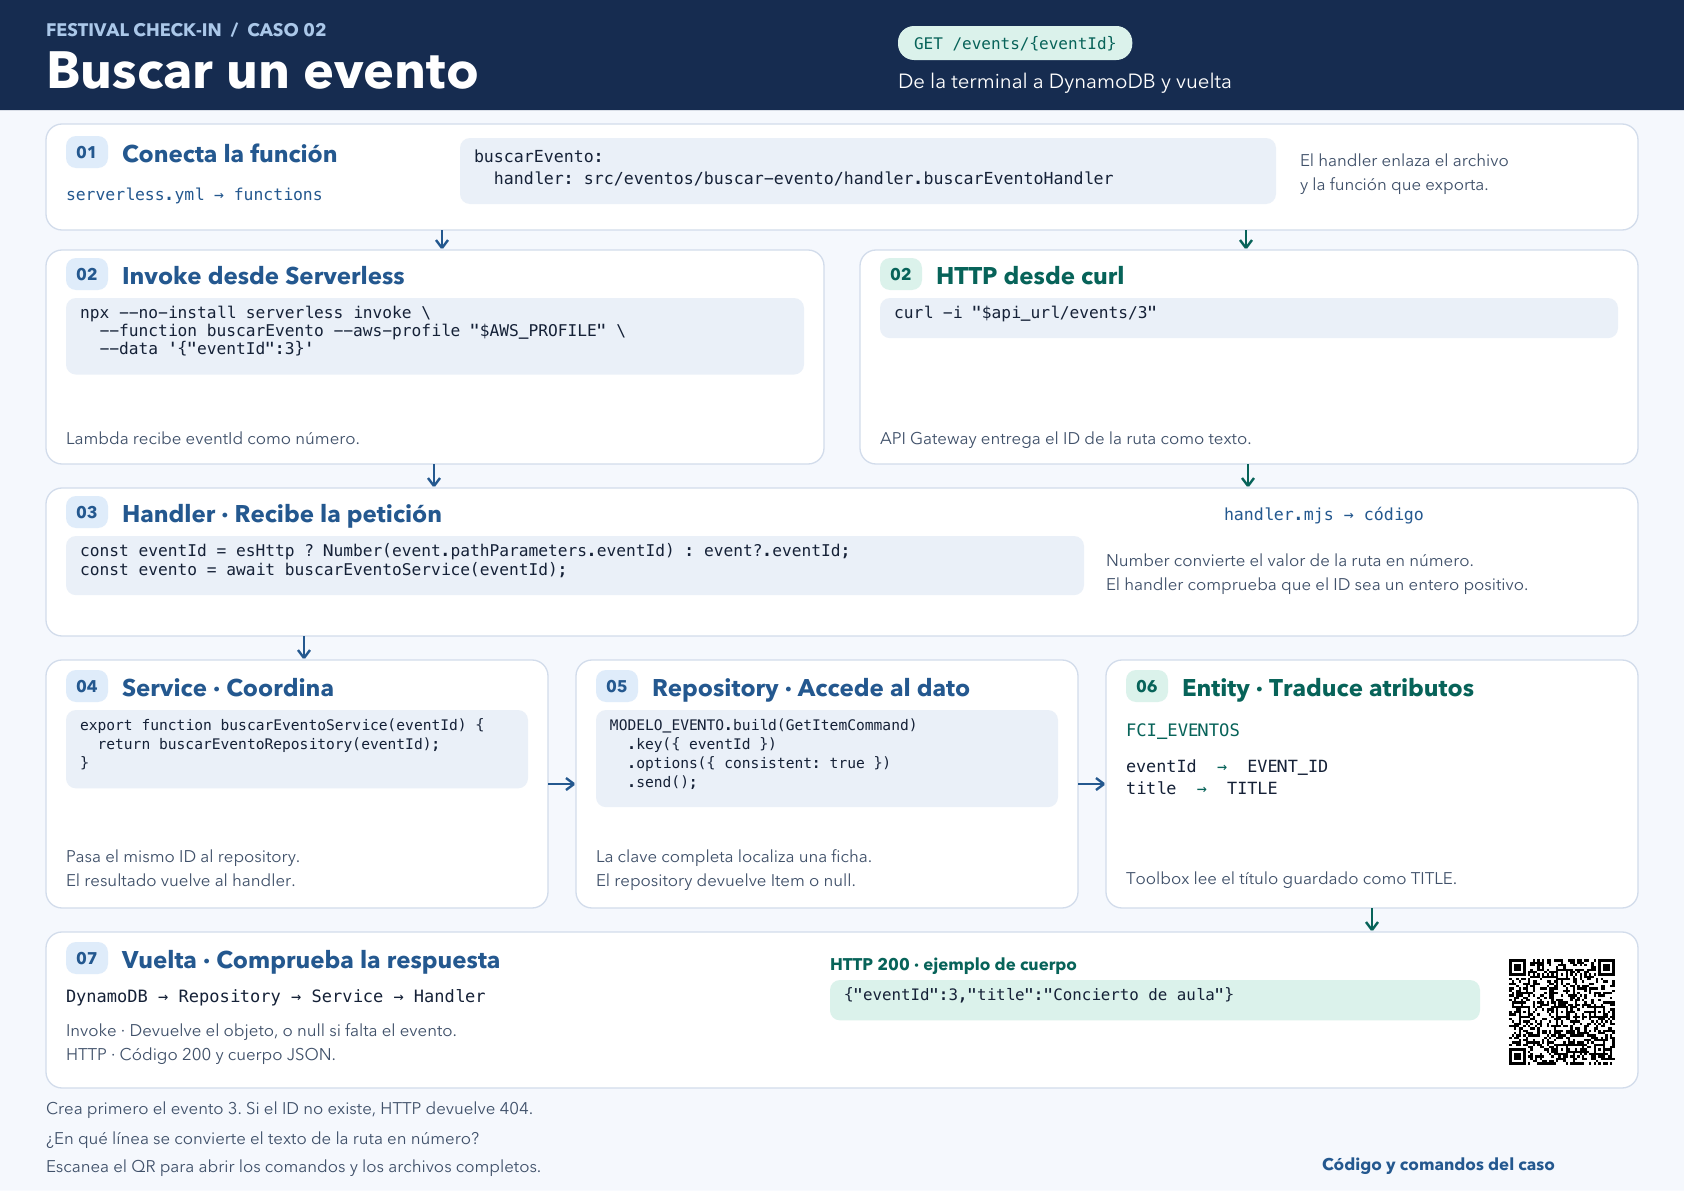 FESTIVAL CHECK-IN / CASO 02
Buscar un evento
GET /events/{eventId}
De la terminal a DynamoDB y vuelta
01 Conecta la función
serverless.yml → functions
buscarEvento:
  handler: src/eventos/buscar-evento/handler.buscarEventoHandler
El handler enlaza el archivo
y la función que exporta.
02 Invoke desde Serverless
npx --no-install serverless invoke \
  --function buscarEvento --aws-profile "$AWS_PROFILE" \
  --data '{"eventId":3}'
Lambda recibe eventId como número.
02 HTTP desde curl
curl -i "$api_url/events/3"
API Gateway entrega el ID de la ruta como texto.
03 Handler · Recibe la petición
handler.mjs → código
const eventId = esHttp ? Number(event.pathParameters.eventId) : event?.eventId;
const evento = await buscarEventoService(eventId);
Number convierte el valor de la ruta en número.
El handler comprueba que el ID sea un entero positivo.
04 Service · Coordina
export function buscarEventoService(eventId) {
  return buscarEventoRepository(eventId);
}
Pasa el mismo ID al repository.
El resultado vuelve al handler.
05 Repository · Accede al dato
MODELO_EVENTO.build(GetItemCommand)
  .key({ eventId })
  .options({ consistent: true })
  .send();
La clave completa localiza una ficha.
El repository devuelve Item o null.
06 Entity · Traduce atributos
FCI_EVENTOS
eventId → EVENT_ID
title → TITLE
Toolbox lee el título guardado como TITLE.
07 Vuelta · Comprueba la respuesta
DynamoDB → Repository → Service → Handler
Invoke · Devuelve el objeto, o null si falta el evento.
HTTP · Código 200 y cuerpo JSON.
HTTP 200 · ejemplo de cuerpo
{"eventId":3,"title":"Concierto de aula"}
Crea primero el evento 3. Si el ID no existe, HTTP devuelve 404.
¿En qué línea se convierte el texto de la ruta en número?
Escanea el QR para abrir los comandos y los archivos completos.
Código y comandos del caso